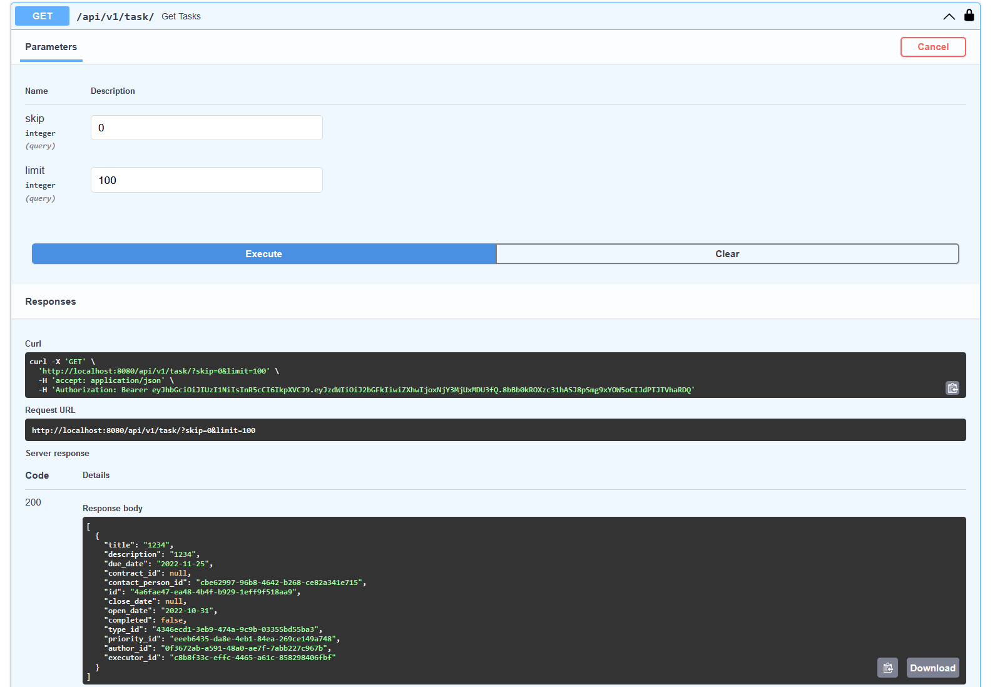 GET /api/v1/task/ Get Tasks
Parameters
Cancel
Name Description
skip
integer
(query)
0
limit
integer
(query)
100
Execute
Clear
Responses
Curl
curl -X 'GET' \
'http://localhost:8080/api/v1/task/?skip=0&limit=100' \
-H 'accept: application/json' \
-H 'Authorization: Bearer eyJhbGciOiJIUzI1NiIsInR5cCI6IkpXVCJ9.eyJzdWIiOiJ2bGFkIiwiZXhwIjoxNjY3MjUxMDU3fQ.8bBb0kROXzc31hASJ8pSmg9xYOW5oCIJdPTJTVhaRDQ'
Request URL
http://localhost:8080/api/v1/task/?skip=0&limit=100
Server response
Code Details
200
Response body
[
{
"title": "1234",
"description": "1234",
"due_date": "2022-11-25",
"contract_id": null,
"contact_person_id": "cbe62997-96b8-4642-b268-ce82a341e715",
"id": "4a6fae47-ea48-4b4f-b929-1eff9f518aa9",
"close_date": null,
"open_date": "2022-10-31",
"completed": false,
"type_id": "4346ecd1-3eb9-474a-9c9b-03355bd55ba3",
"priority_id": "eeeb6435-da8e-4eb1-84ea-269ce149a748",
"author_id": "0f3672ab-a591-48a0-ae7f-7abb227c967b",
"executor_id": "c8b8f33c-effc-4465-a61c-858298406fbf"
}
]
Download